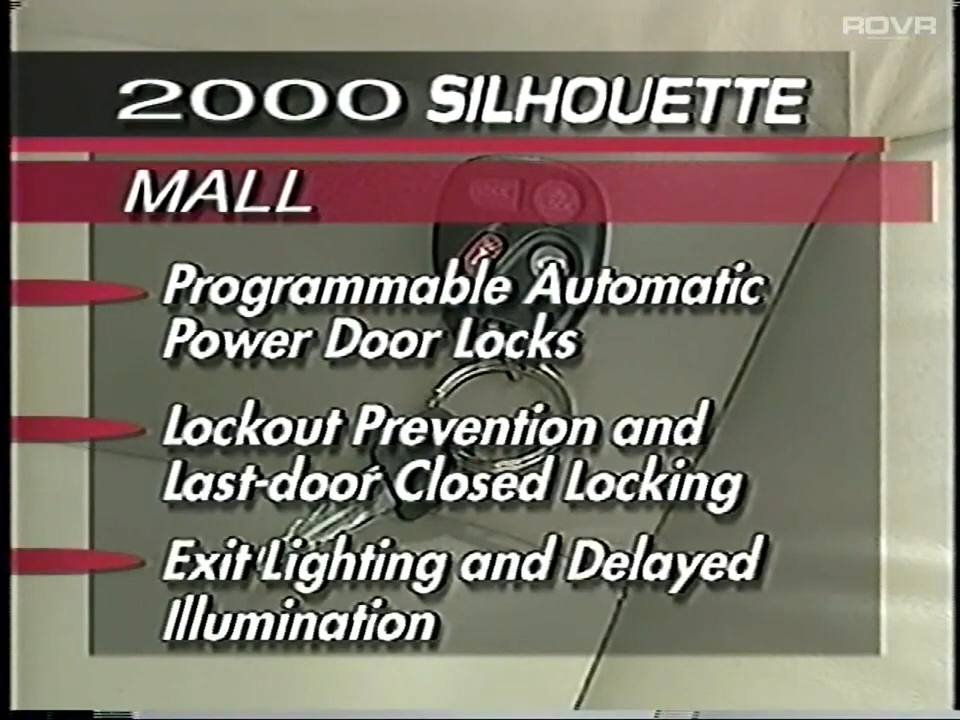 ROVR
2000 SILHOUETTE
MALL
Programmable Automatic
Power Door Locks
Lockout Prevention and
Last-door Closed Locking
Exit Lighting and Delayed
Illumination